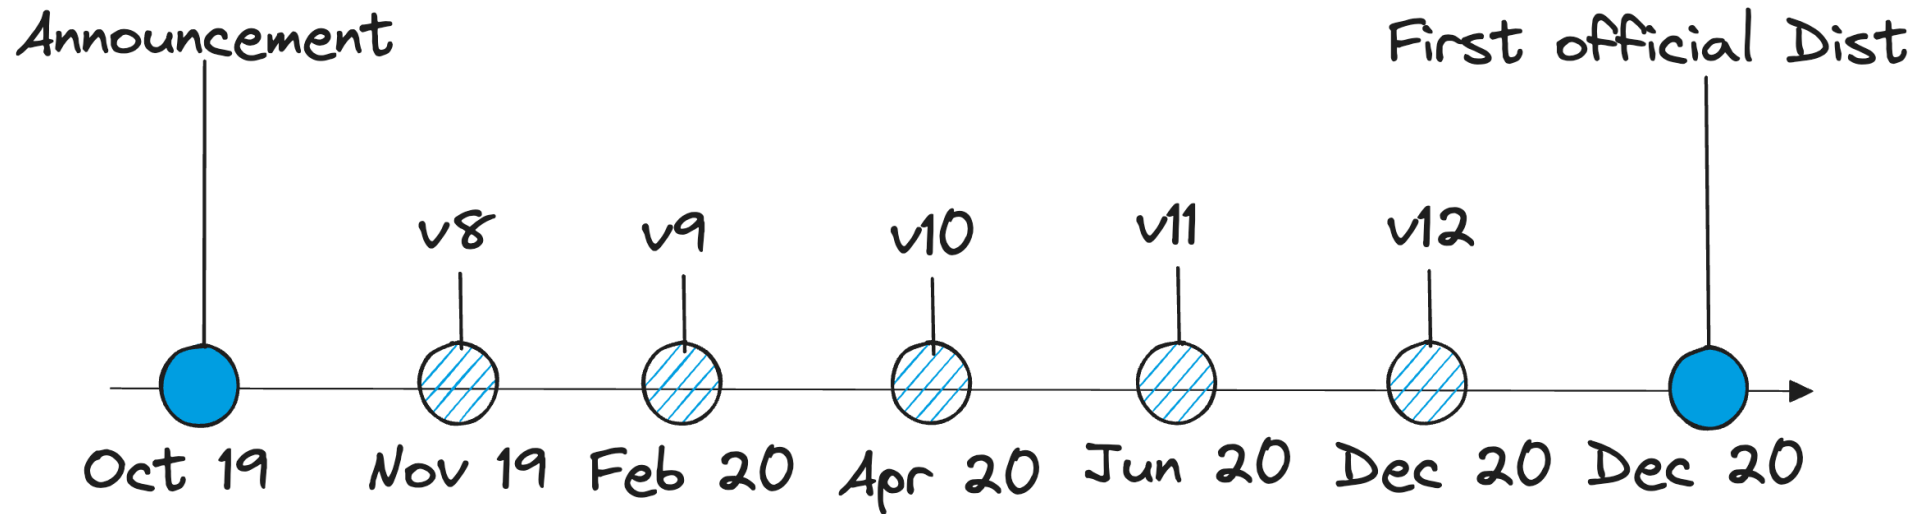 Announcement
First official Dist
v8
v9
v10
v11
v12
Oct 19
Nov 19
Feb 20
Apr 20
Jun 20
Dec 20
Dec 20